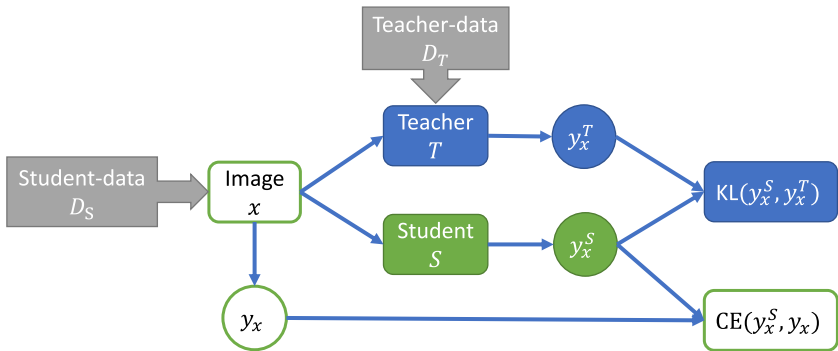 Teacher-data
$D_T$
Teacher
$T$
$y_x^T$
Student-data
$D_S$
Image
$x$
KL($y_x^S, y_x^T$)
Student
$S$
$y_x^S$
$y_x$
CE($y_x^S, y_x$)